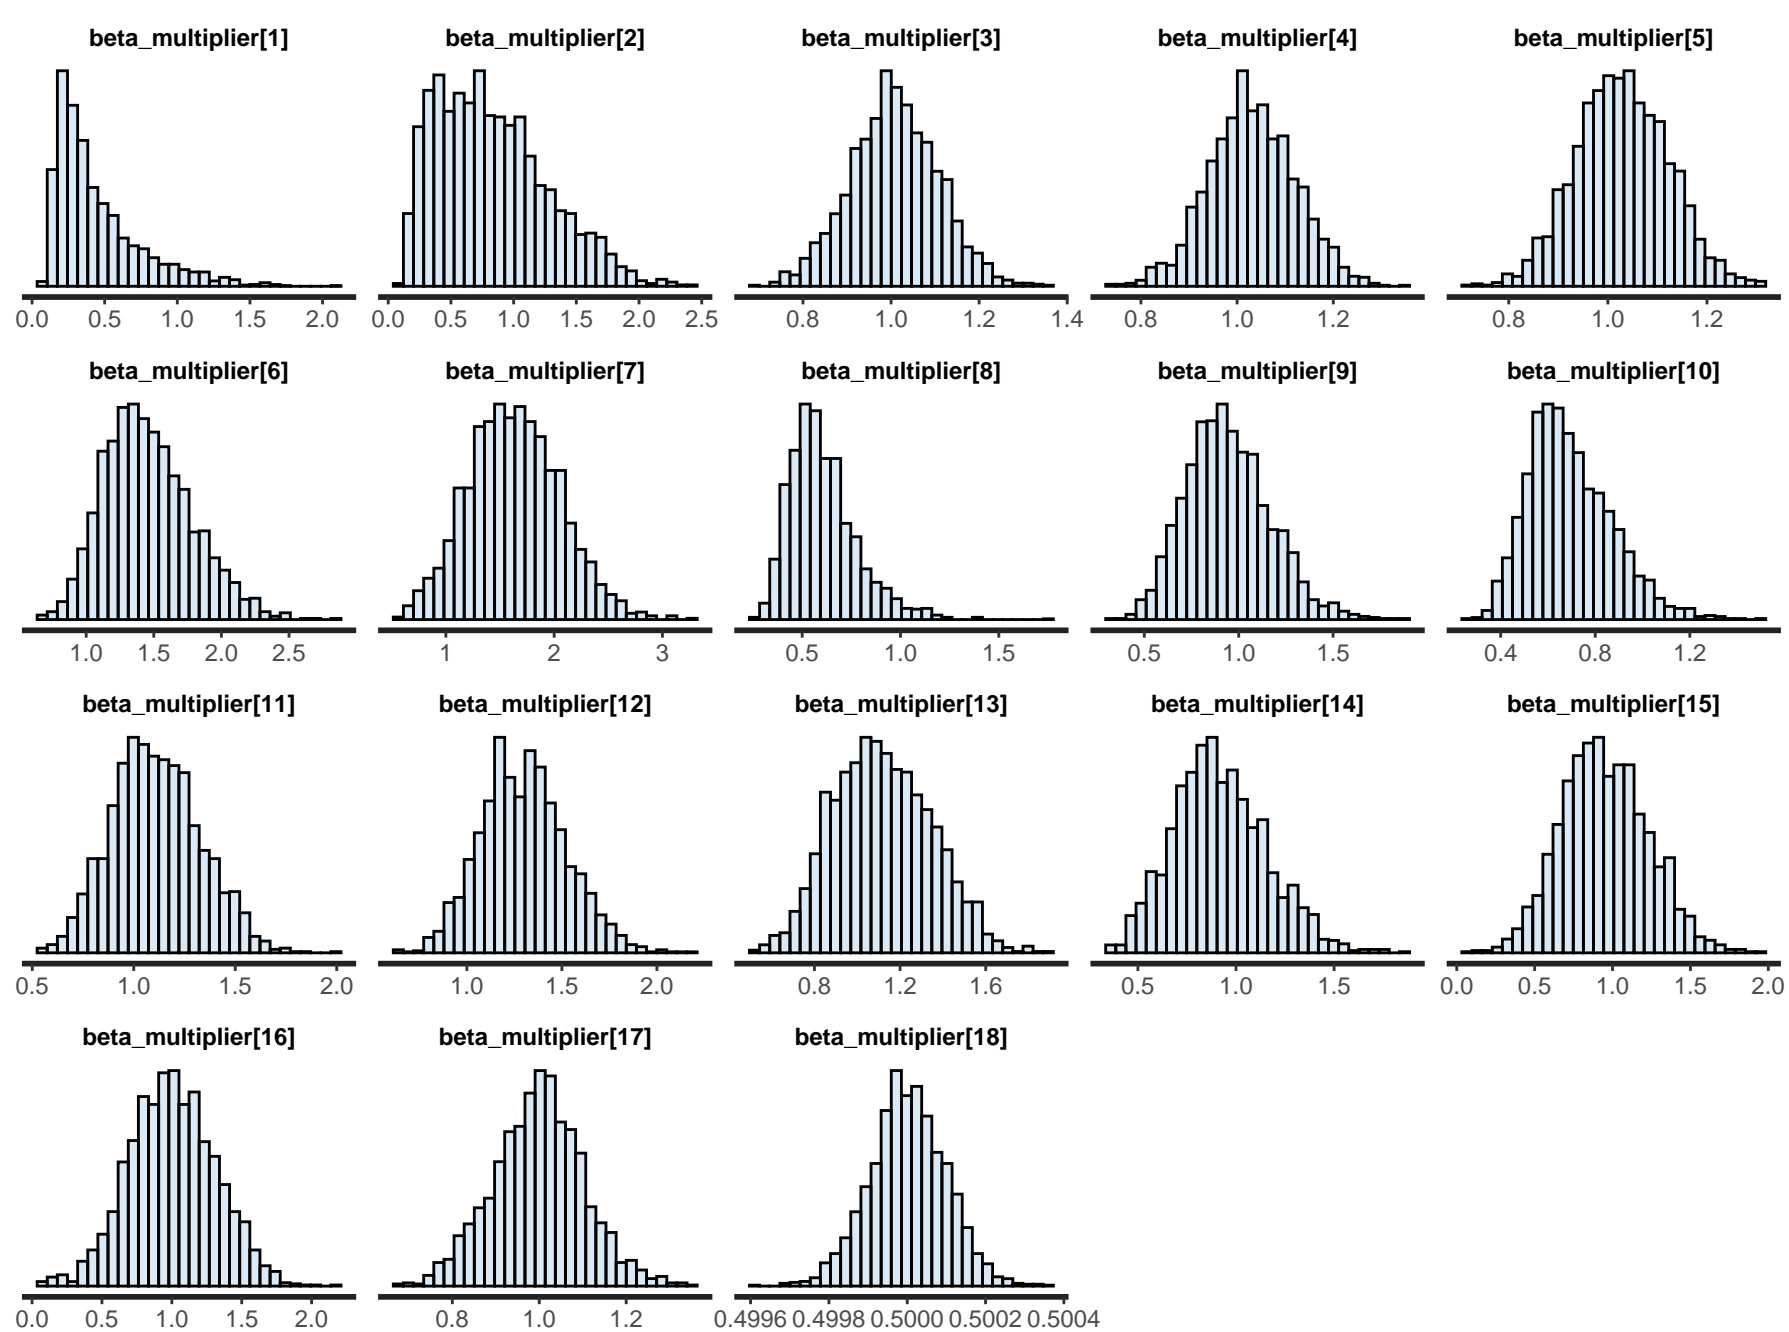 beta_multiplier[1] beta_multiplier[2] beta_multiplier[3] beta_multiplier[4] beta_multiplier[5]
0.0 0.5 1.0 1.5 2.0 0.0 0.5 1.0 1.5 2.0 2.5 0.8 1.0 1.2 1.4 0.8 1.0 1.2 0.8 1.0 1.2
beta_multiplier[6] beta_multiplier[7] beta_multiplier[8] beta_multiplier[9] beta_multiplier[10]
1.0 1.5 2.0 2.5 1 2 3 0.5 1.0 1.5 0.5 1.0 1.5 0.4 0.8 1.2
beta_multiplier[11] beta_multiplier[12] beta_multiplier[13] beta_multiplier[14] beta_multiplier[15]
0.5 1.0 1.5 2.0 1.0 1.5 2.0 0.8 1.2 1.6 0.5 1.0 1.5 0.0 0.5 1.0 1.5 2.0
beta_multiplier[16] beta_multiplier[17] beta_multiplier[18]
0.0 0.5 1.0 1.5 2.0 0.8 1.0 1.2 0.4996 0.4998 0.5000 0.5002 0.5004